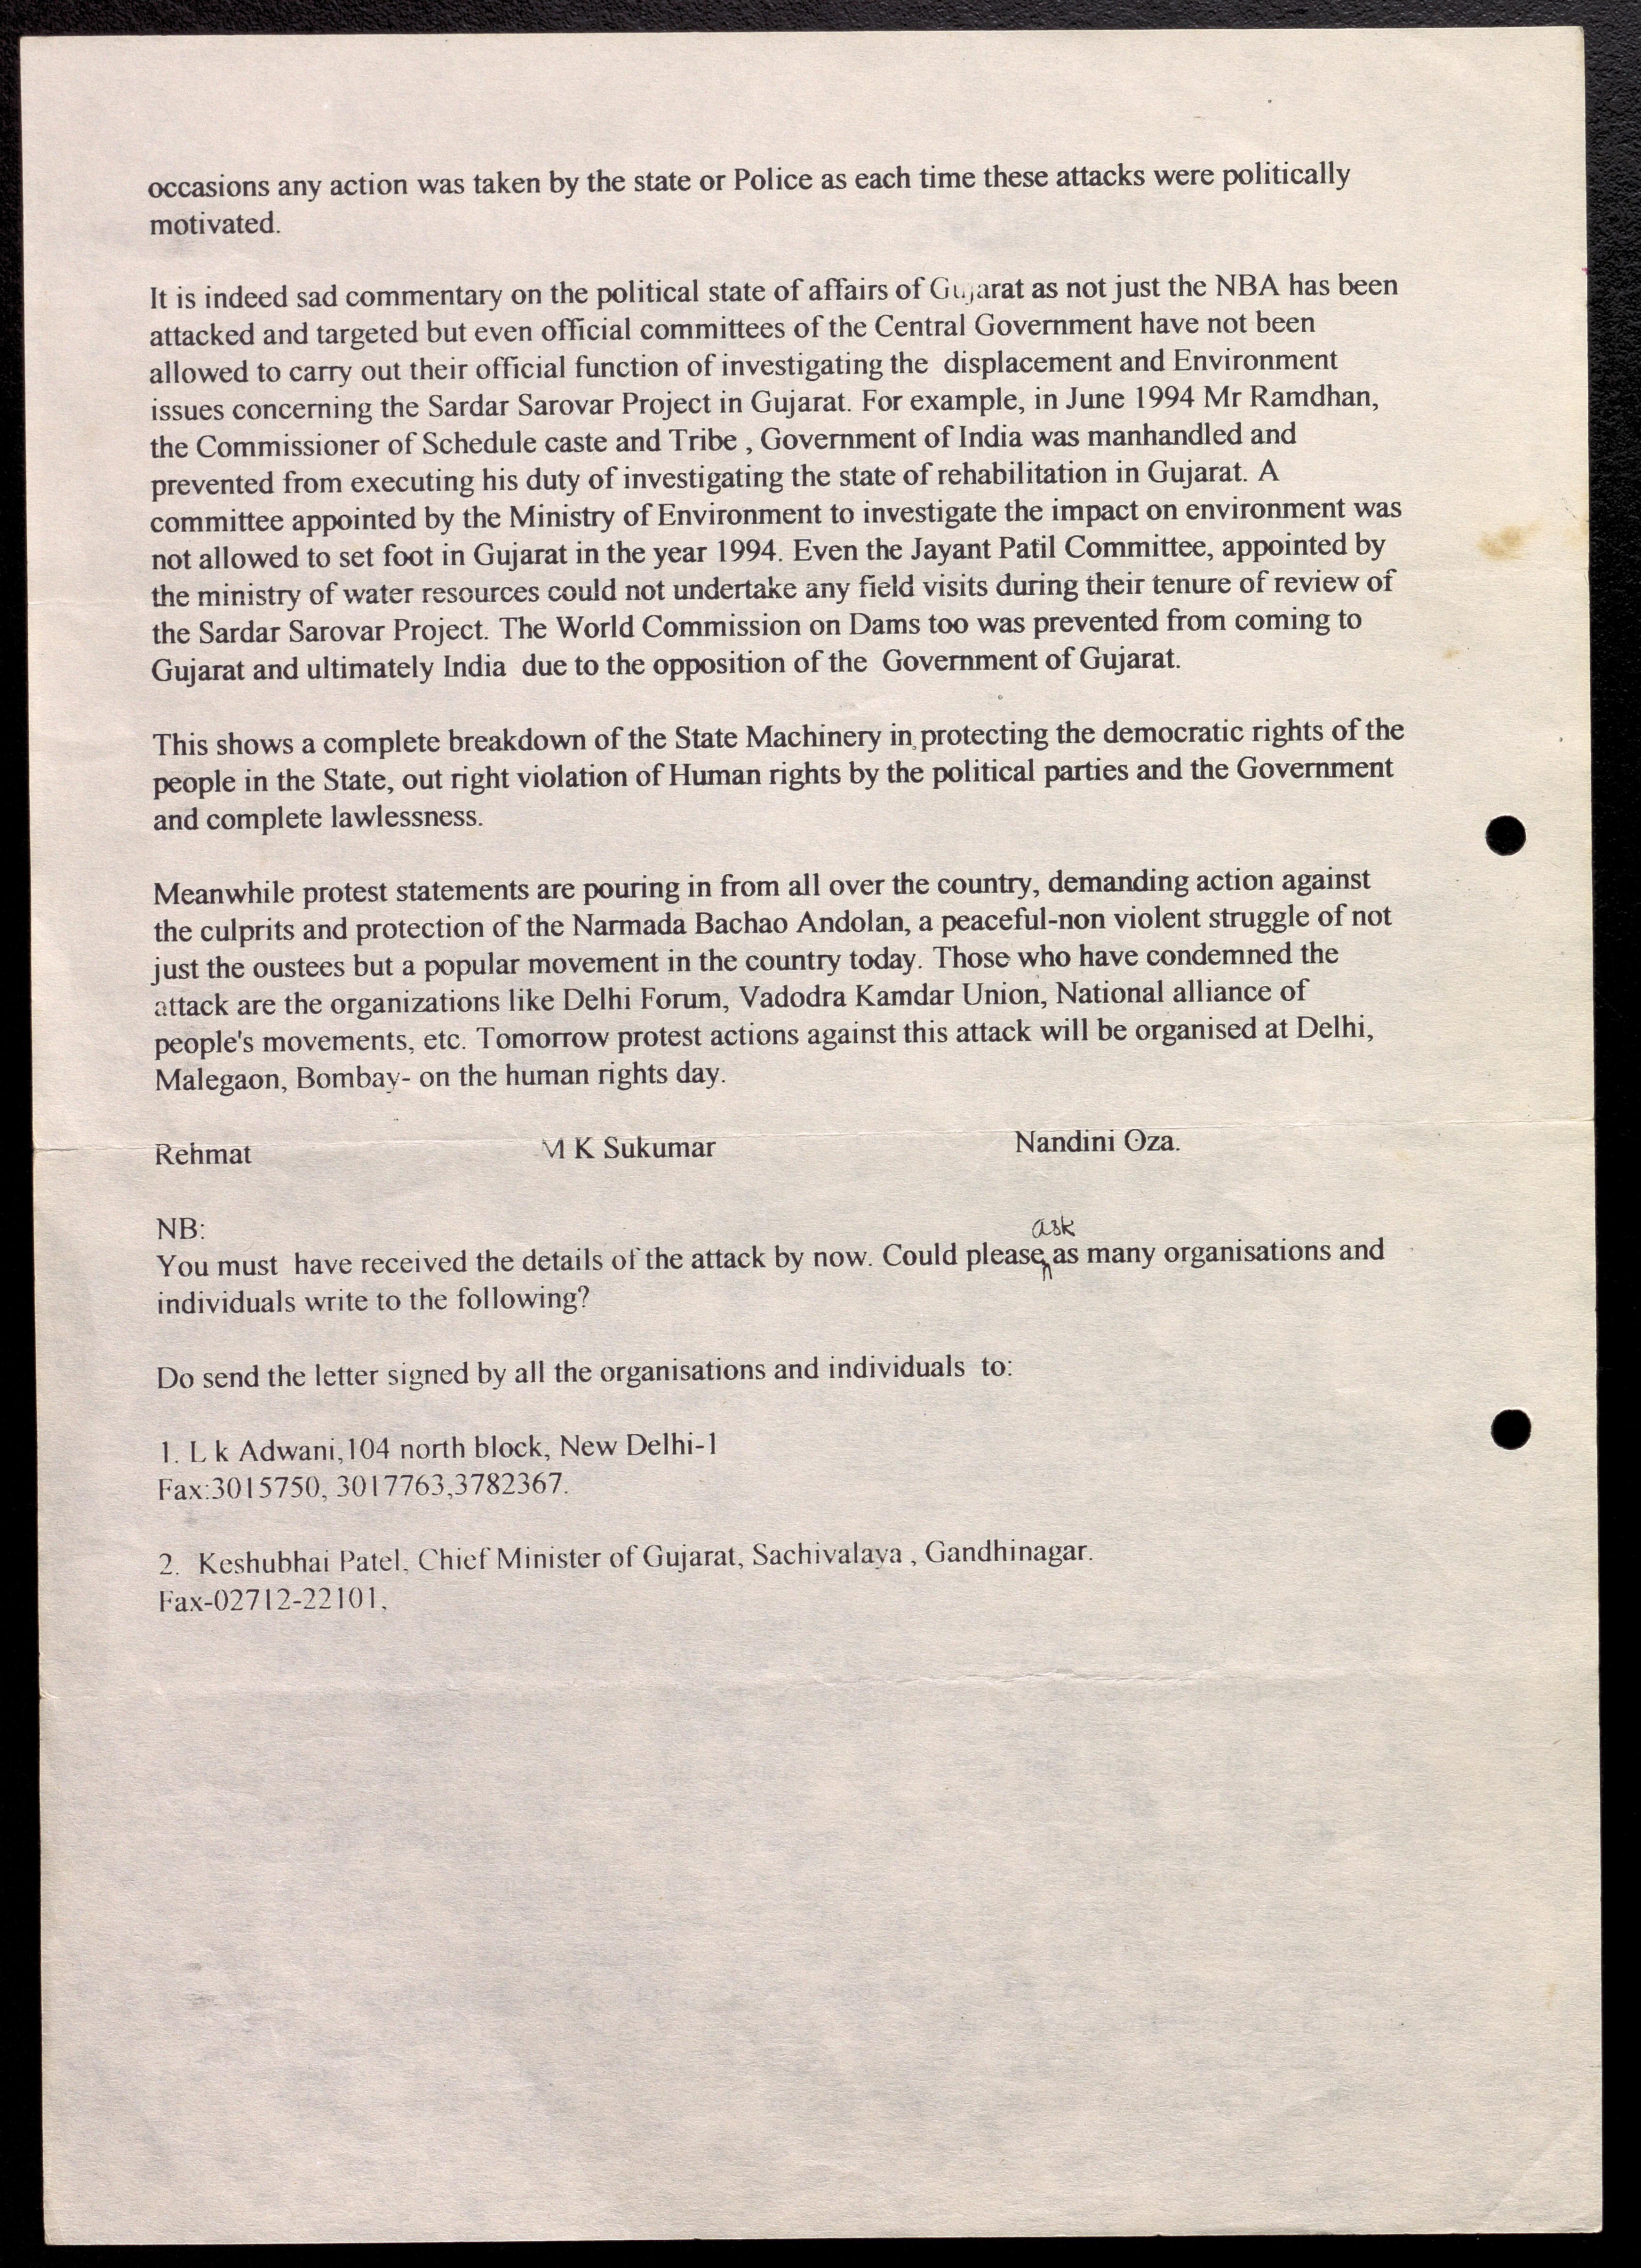 occasions any action was taken by the state or Police as each time these attacks were politically
motivated.
It is indeed sad commentary on the political state of affairs of Gujarat as not just the NBA has been
attacked and targeted but even official committees of the Central Government have not been
allowed to carry out their official function of investigating the displacement and Environment
issues concerning the Sardar Sarovar Project in Gujarat. For example, in June 1994 Mr Ramdhan,
the Commissioner of Schedule caste and Tribe , Government of India was manhandled and
prevented from executing his duty of investigating the state of rehabilitation in Gujarat. A
committee appointed by the Ministry of Environment to investigate the impact on environment was
not allowed to set foot in Gujarat in the year 1994. Even the Jayant Patil Committee, appointed by
the ministry of water resources could not undertake any field visits during their tenure of review of
the Sardar Sarovar Project. The World Commission on Dams too was prevented from coming to
Gujarat and ultimately India due to the opposition of the Government of Gujarat.
This shows a complete breakdown of the State Machinery in protecting the democratic rights of the
people in the State, out right violation of Human rights by the political parties and the Government
and complete lawlessness.
Meanwhile protest statements are pouring in from all over the country, demanding action against
the culprits and protection of the Narmada Bachao Andolan, a peaceful-non violent struggle of not
just the oustees but a popular movement in the country today. Those who have condemned the
attack are the organizations like Delhi Forum, Vadodra Kamdar Union, National alliance of
people's movements, etc. Tomorrow protest actions against this attack will be organised at Delhi,
Malegaon, Bombay- on the human rights day.
Rehmat M K Sukumar Nandini Oza.
NB:
ask
You must have received the details of the attack by now. Could please as many organisations and
individuals write to the following?
Do send the letter signed by all the organisations and individuals to:
1. L k Adwani,104 north block, New Delhi-1
Fax:3015750, 3017763,3782367.
2. Keshubhai Patel, Chief Minister of Gujarat, Sachivalaya , Gandhinagar.
Fax-02712-22101,